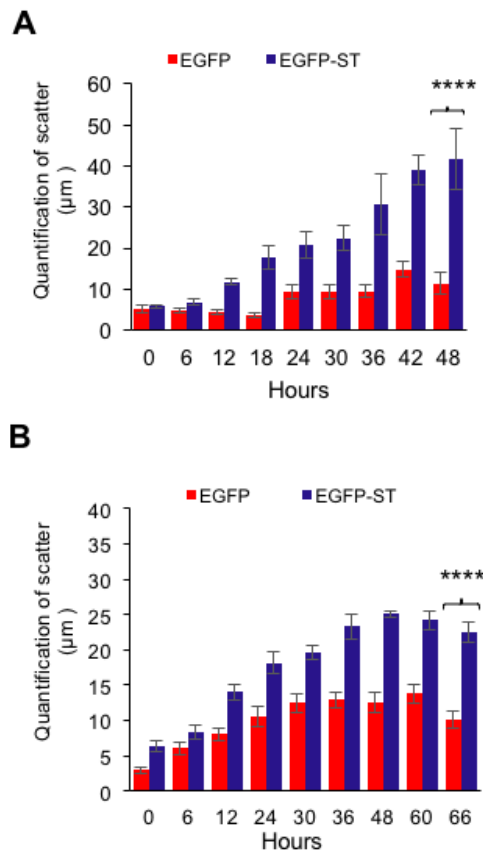 A
EGFP EGFP-ST
****
60
50
40
30
20
10
0
Quantification of scatter
(µm )
0 6 12 18 24 30 36 42 48
Hours
B
EGFP EGFP-ST
****
40
35
30
25
20
15
10
5
0
Quantification of scatter
(µm )
0 6 12 24 30 36 48 60 66
Hours